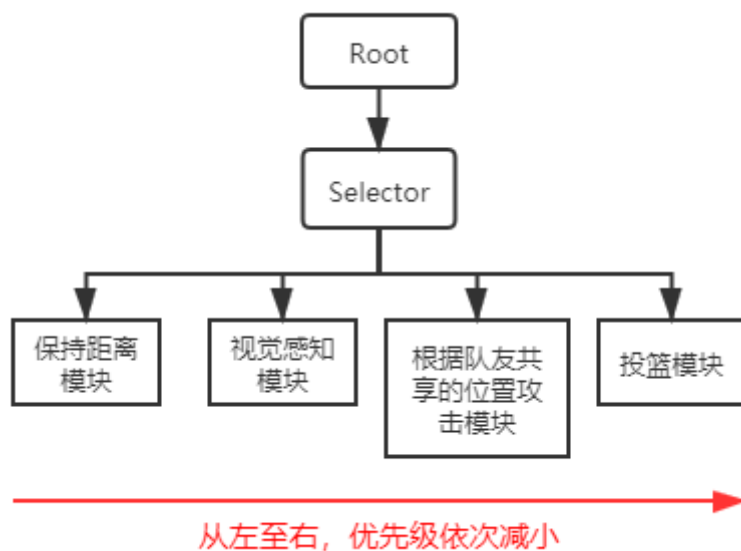 Root
Selector
保持距离
模块
视觉感知
模块
根据队友共
享的位置攻
击模块
投篮模块
从左至右，优先级依次减小